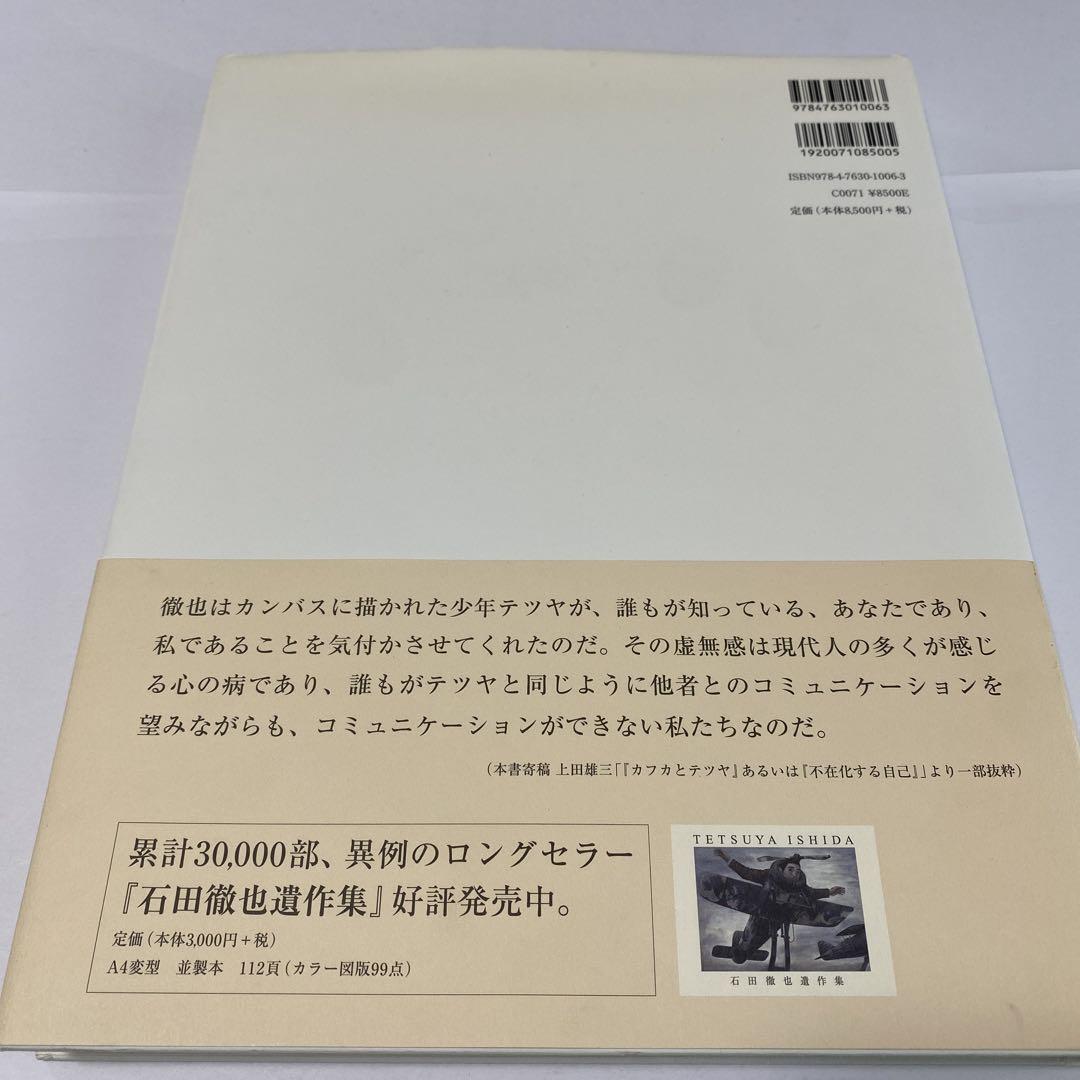 9784763010063
1920071085005
ISBN978-4-7630-1006-3
C0071 ¥8500E
定価(本体8,500円+税)
徹也はカンバスに描かれた少年テツヤが、誰もが知っている、あなたであり、
私であることを気付かさせてくれたのだ。その虚無感は現代人の多くが感じ
る心の病であり、誰もがテツヤと同じように他者とのコミュニケーションを
望みながらも、コミュニケーションができない私たちなのだ。
(本書寄稿 上田雄三「『カフカとテツヤ』あるいは『不在化する自己』」より一部抜粋)
累計30,000部、異例のロングセラー
『石田徹也遺作集』好評発売中。
定価(本体3,000円+税)
A4変型 並製本 112頁(カラー図版99点)
TETSUYA ISHIDA
石田徹也遺作集